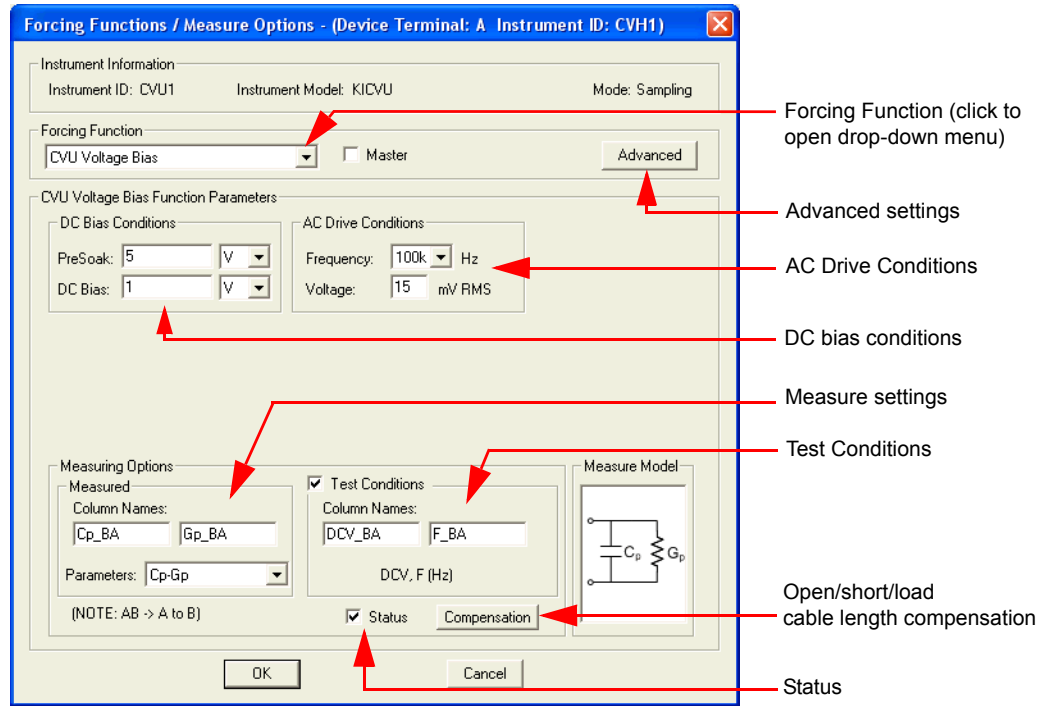 Forcing Functions / Measure Options - (Device Terminal: A Instrument ID: CVH1)
Instrument Information
Instrument ID: CVU1 Instrument Model: KICVU Mode: Sampling
Forcing Function (click to
open drop-down menu)
Forcing Function
CVU Voltage Bias Master Advanced
Advanced settings
CVU Voltage Bias Function Parameters
DC Bias Conditions
PreSoak: 5 V
DC Bias: 1 V
AC Drive Conditions
Frequency: 100k Hz
Voltage: 15 mV RMS
AC Drive Conditions
DC bias conditions
Measure settings
Test Conditions
Measuring Options
Measured
Column Names:
Cp_BA Gp_BA
Parameters: Cp-Gp
(NOTE: AB -> A to B)
Test Conditions
Column Names:
DCV_BA F_BA
DCV, F (Hz)
Status Compensation
Measure Model
Cp Gp
Open/short/load
cable length compensation
OK Cancel
Status